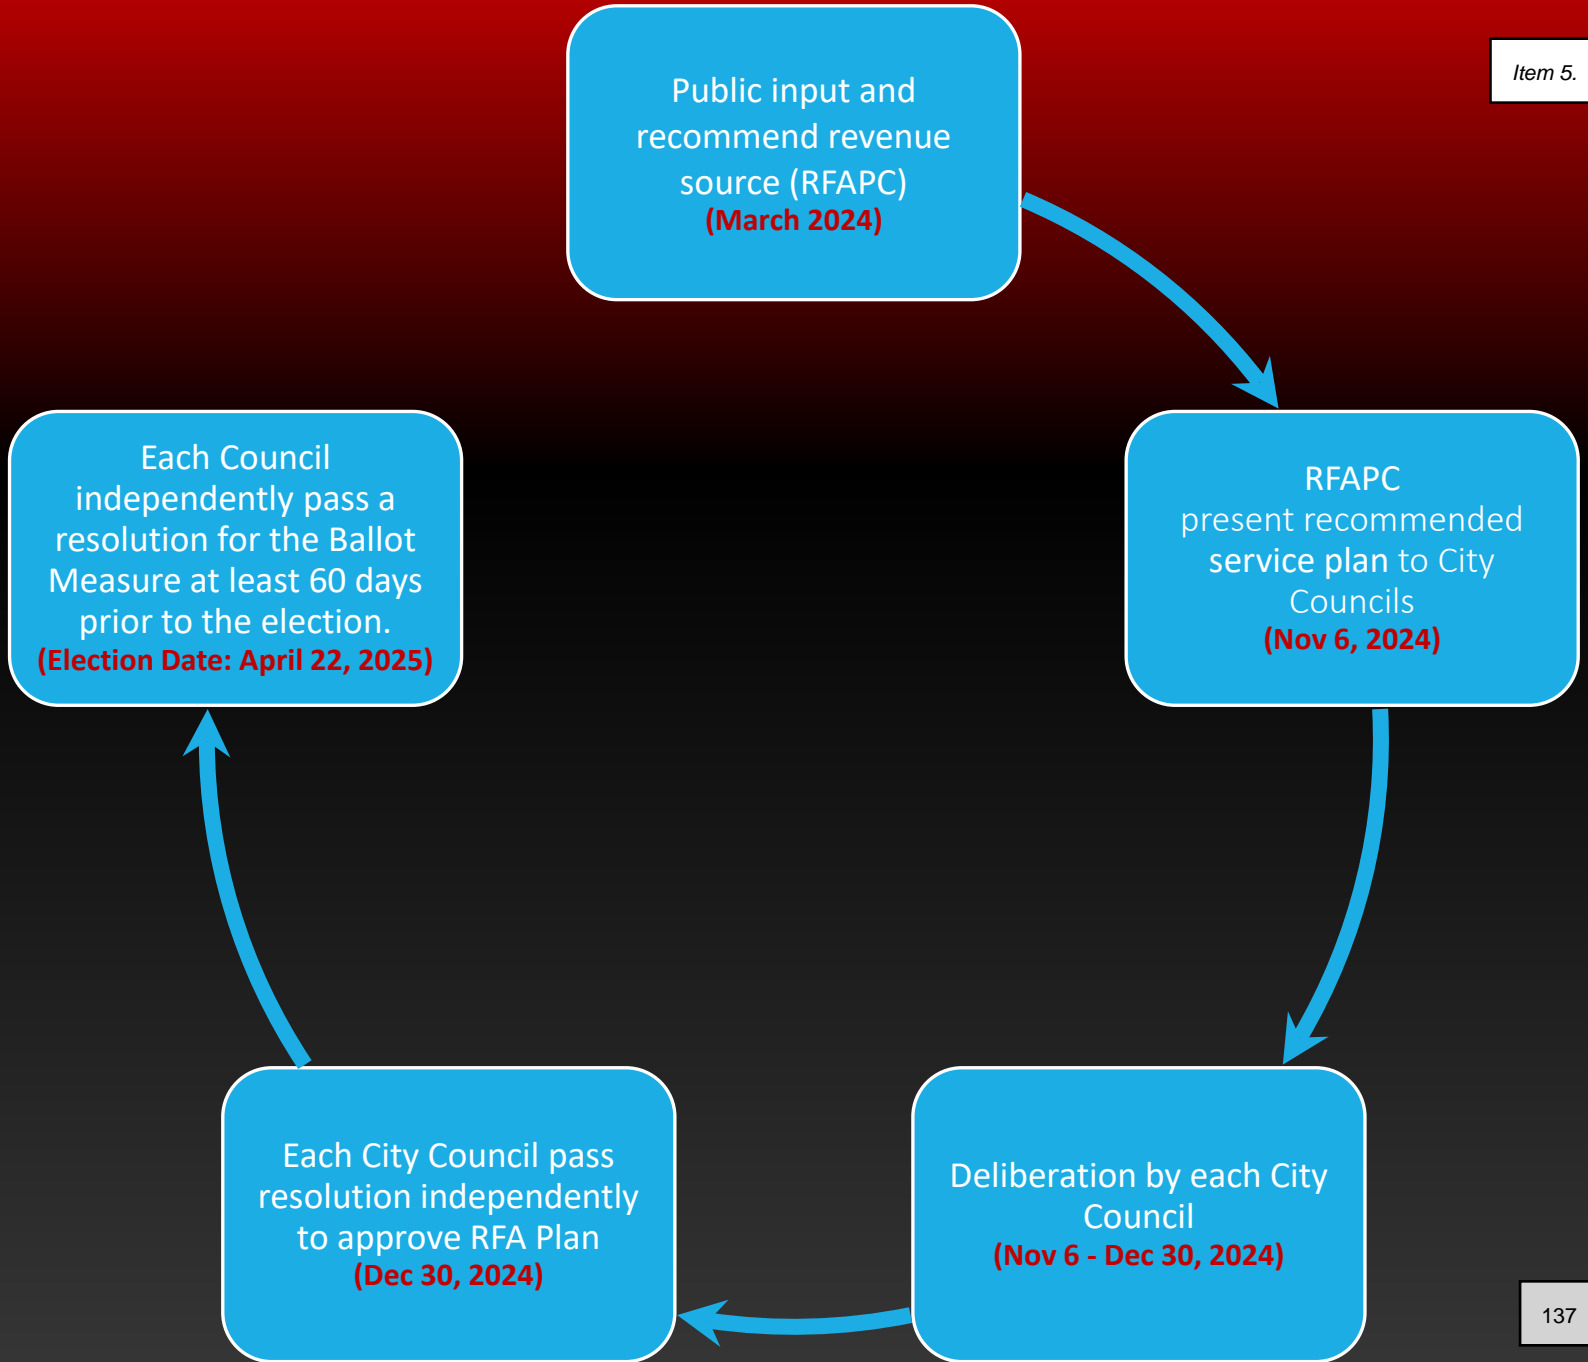 Item 5.
Public input and
recommend revenue
source (RFAPC)
(March 2024)
RFAPC
present recommended
service plan to City
Councils
(Nov 6, 2024)
Deliberation by each City
Council
(Nov 6 - Dec 30, 2024)
Each City Council pass
resolution independently
to approve RFA Plan
(Dec 30, 2024)
Each Council
independently pass a
resolution for the Ballot
Measure at least 60 days
prior to the election.
(Election Date: April 22, 2025)
137